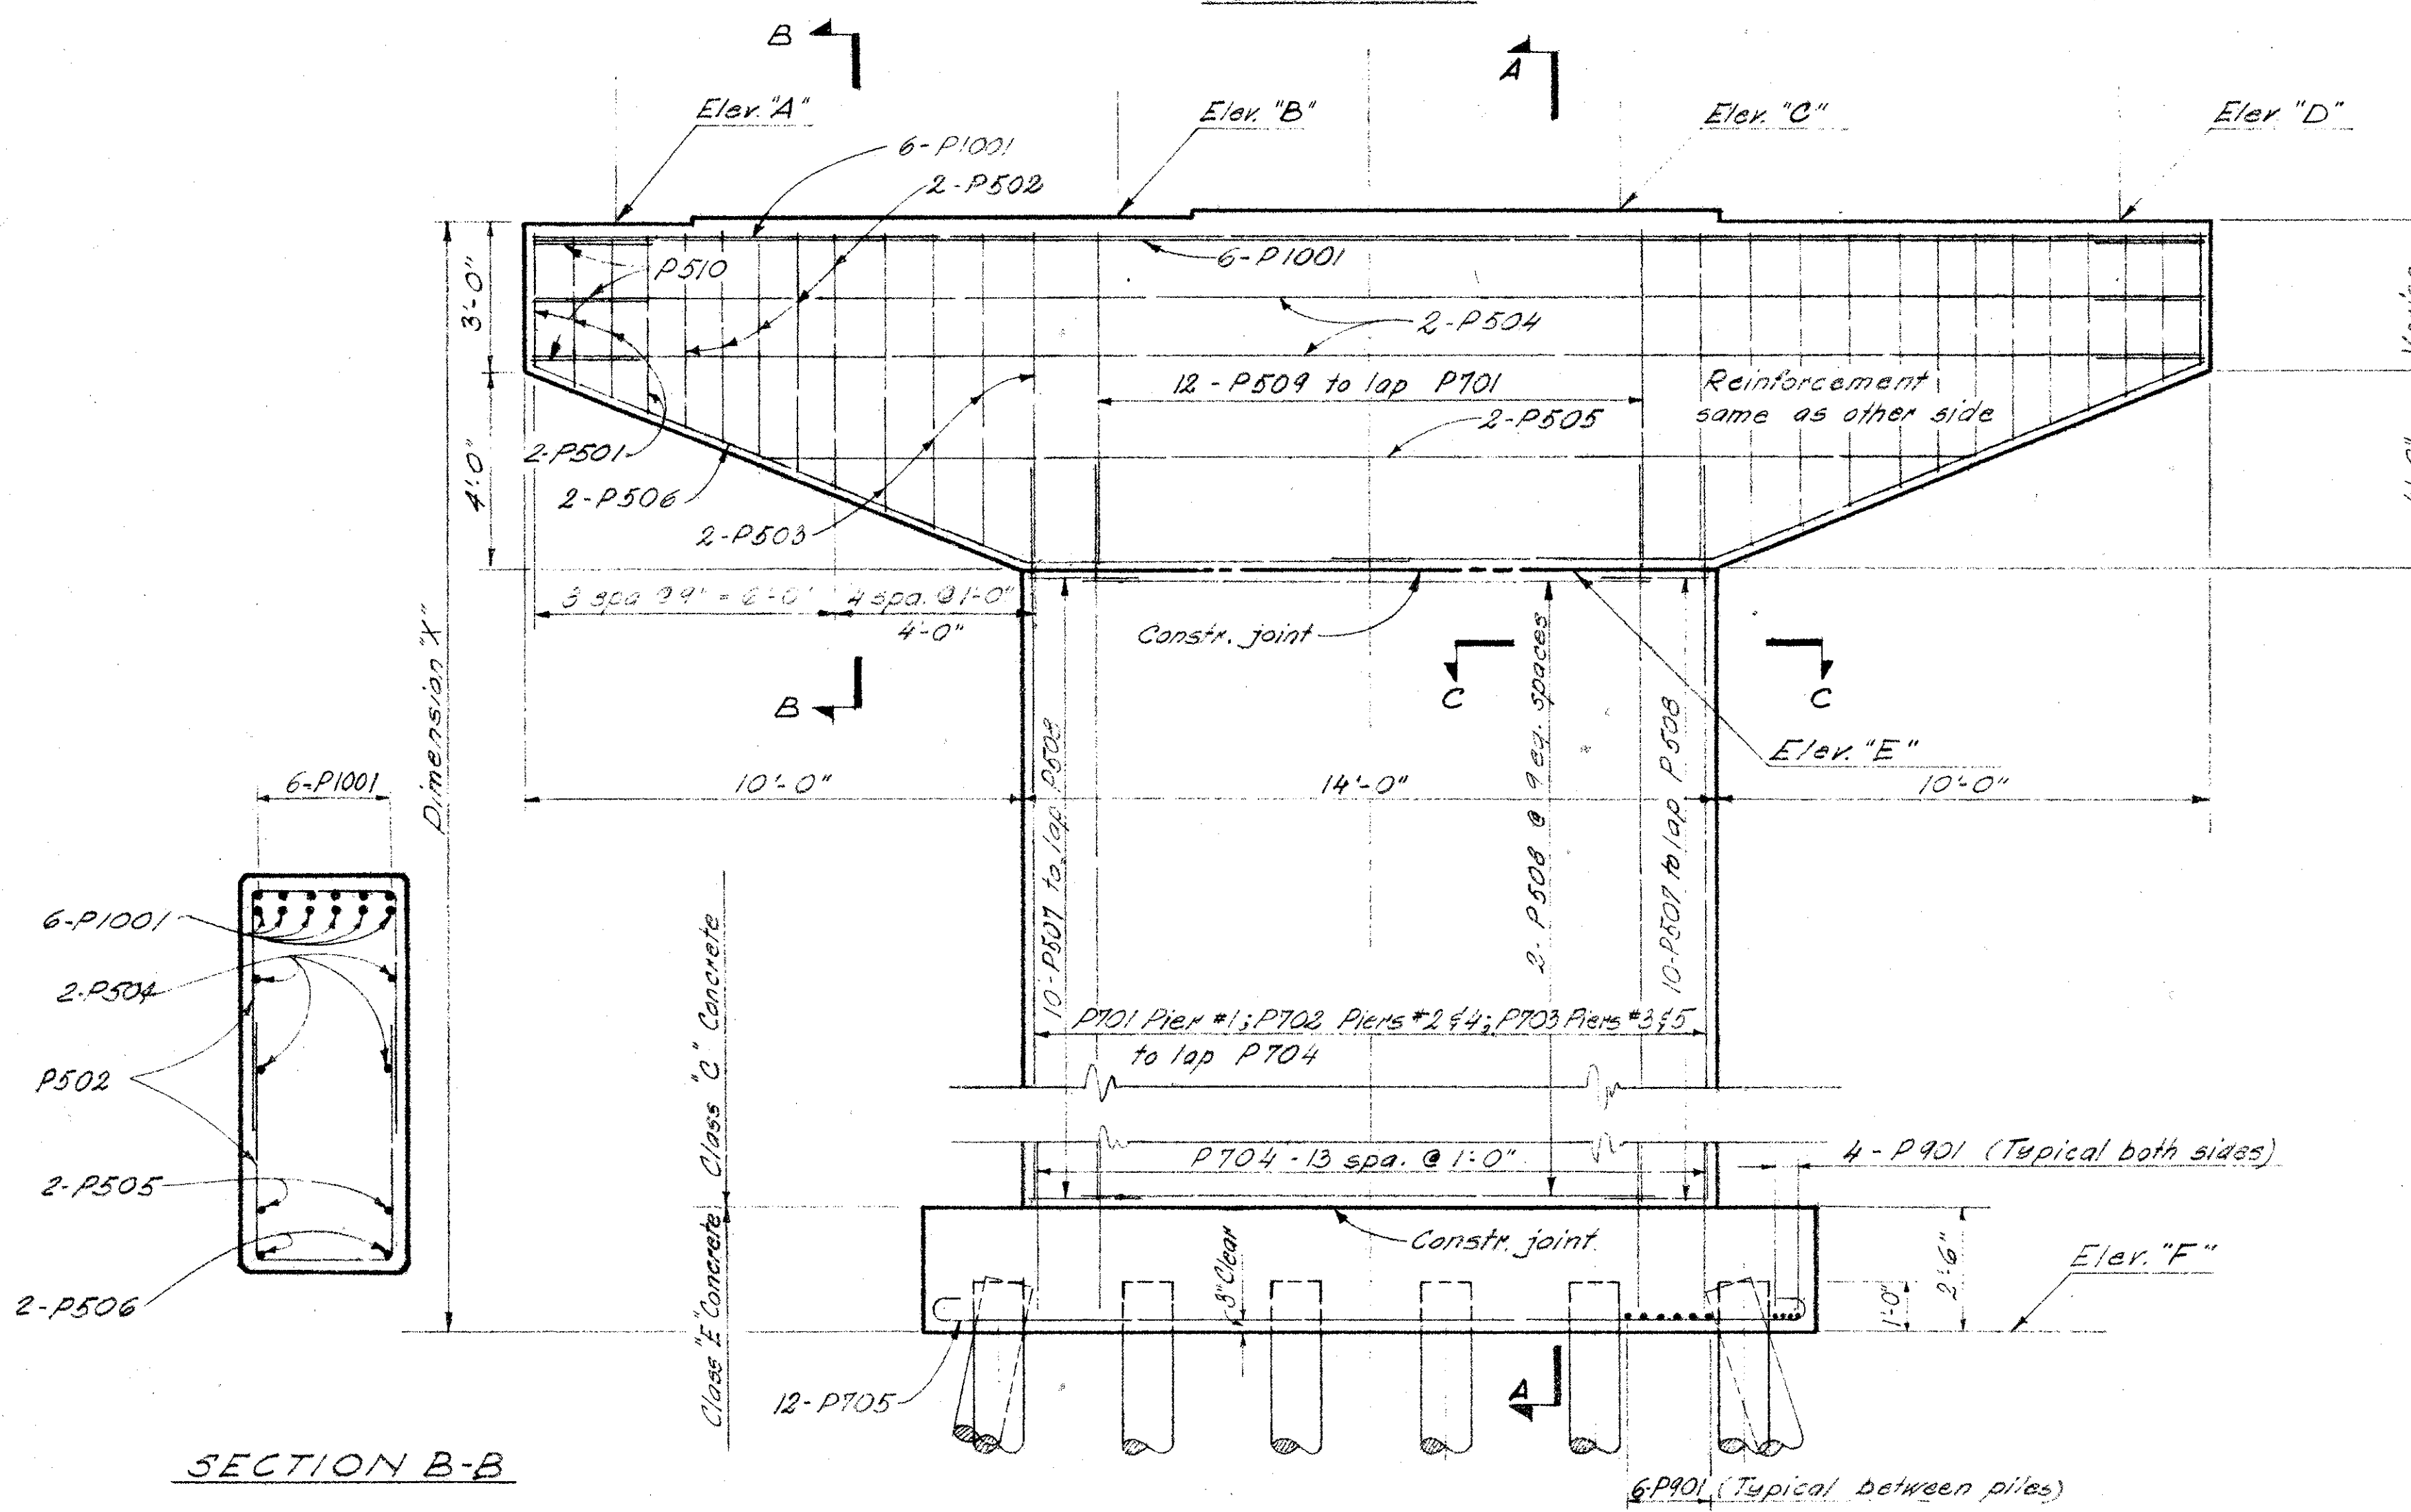 B
A
Elev. "A"
Elev. "B"
Elev. "C"
Elev. "D"
6-P1001
2-P502
P510
6-P1001
3'-0"
2-P504
12-P509 to lap P701
Reinforcement
same as other side
2-P505
2-P501
4'-0"
2-P506
2-P503
4 spa. @ 1'-0"
4'-0"
Constr. joint
B
C
C
Dimension "X"
10-P507 to lap P508
2-P508 @ 9 eq. spaces
10-P507 to lap P508
Elev. "E"
10'-0"
14'-0"
10'-0"
6-P1001
6-P1001
2-P504
P502
2-P505
2-P506
SECTION B-B
Class "C" Concrete
Class "E" Concrete
P701 Pier #1; P702 Piers #2 & 4; P703 Piers #3 & 5
to lap P704
P704 - 13 spa. @ 1'-0"
4-P901 (Typical both sides)
Constr. joint
3" Clear
1'-0"
2'-6"
Elev. "F"
12-P705
A
6-P901 (Typical between piles)